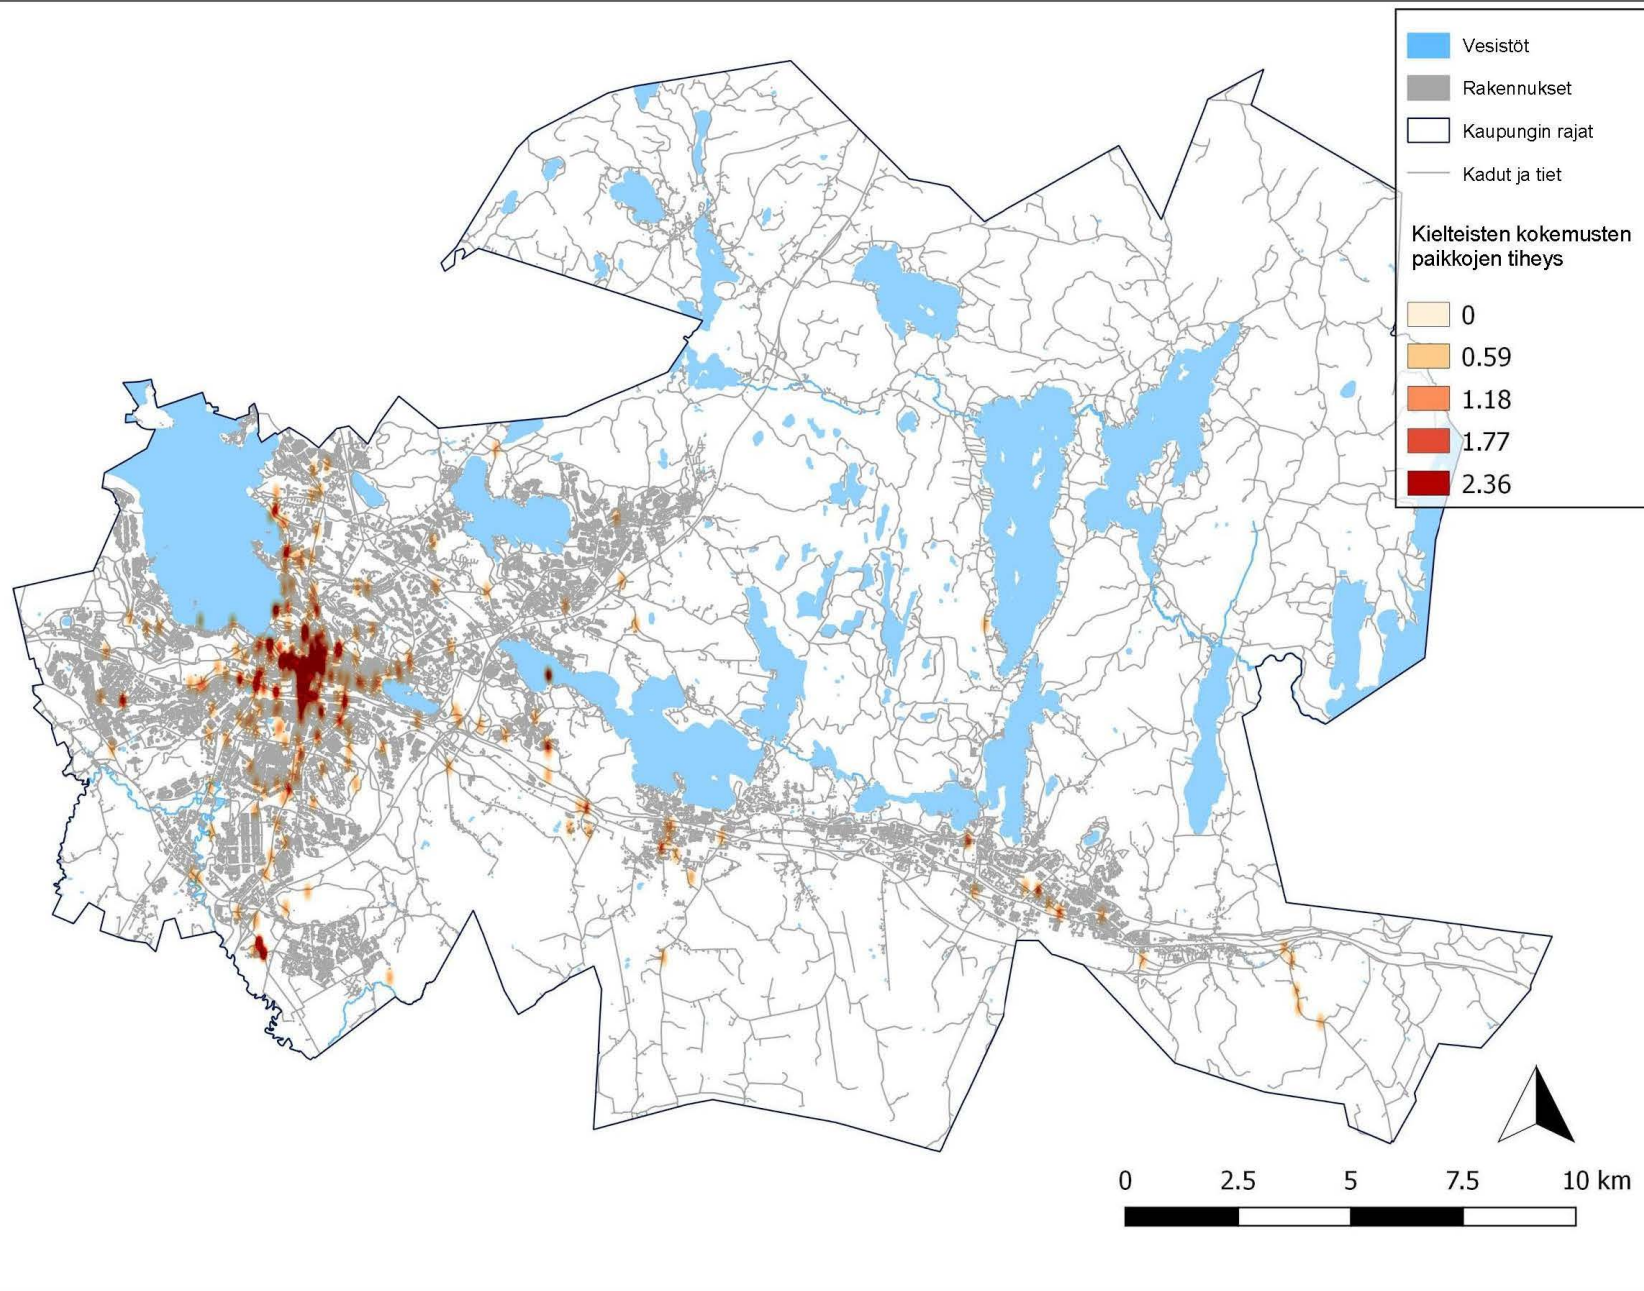 Vesistöt
Rakennukset
Kaupungin rajat
Kadut ja tiet
Kielteisten kokemusten
paikkojen tiheys
0
0.59
1.18
1.77
2.36
0 2.5 5 7.5 10 km